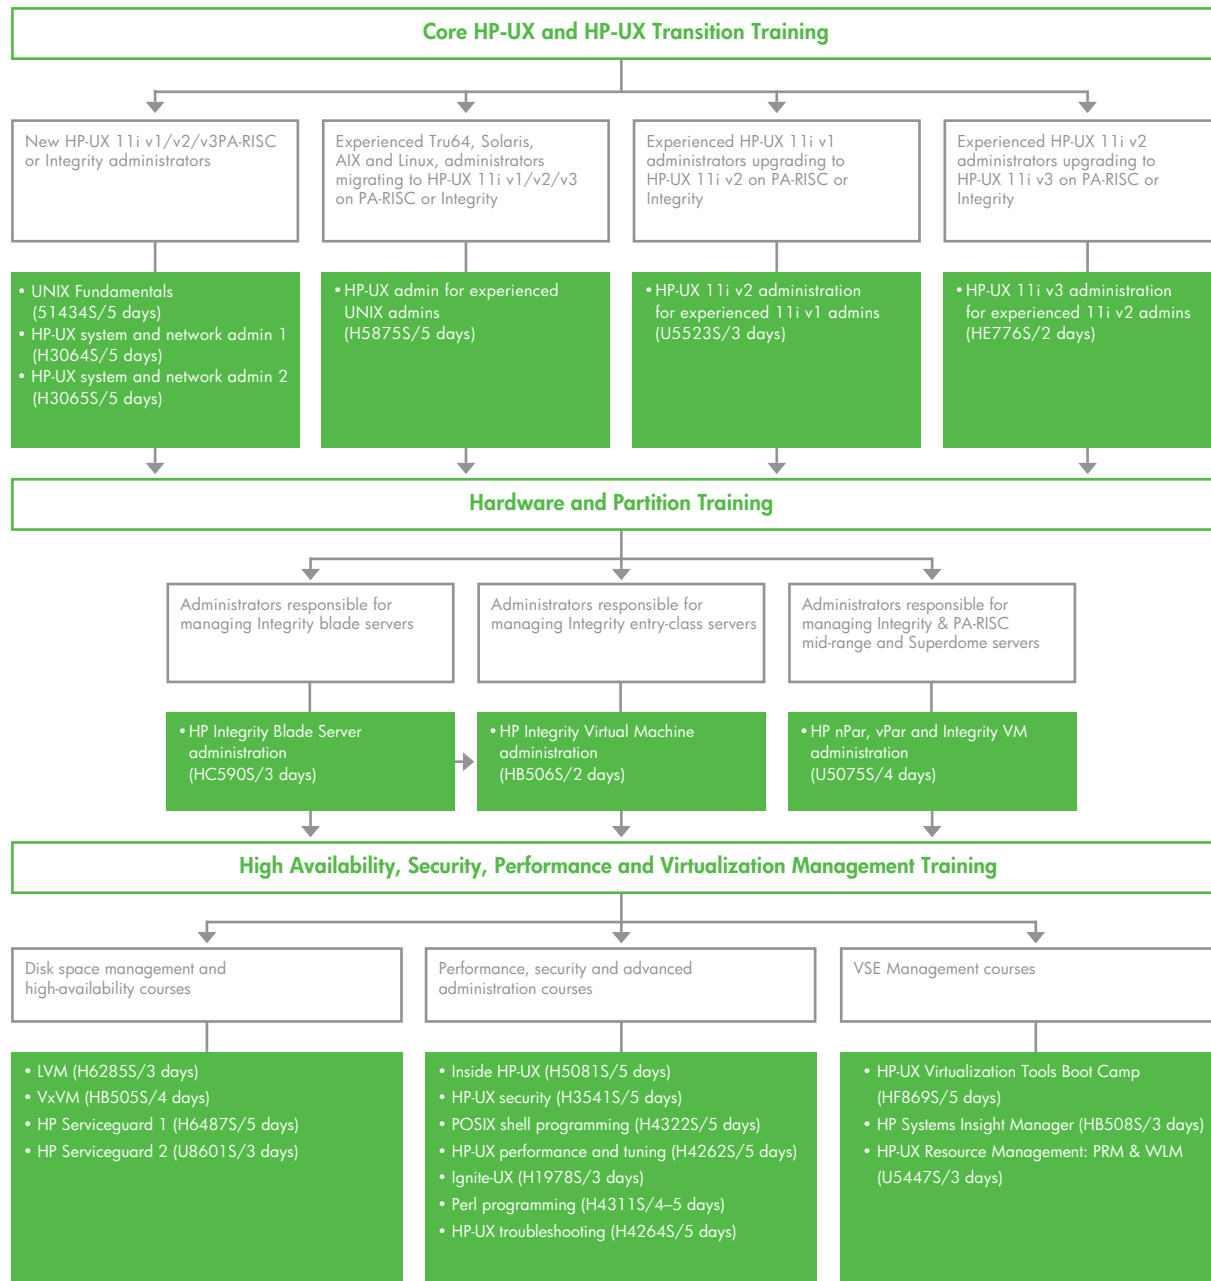 Core HP-UX and HP-UX Transition Training
New HP-UX 11i v1/v2/v3PA-RISC
or Integrity administrators
Experienced Tru64, Solaris,
AIX and Linux, administrators
migrating to HP-UX 11i v1/v2/v3
on PA-RISC or Integrity
Experienced HP-UX 11i v1
administrators upgrading to
HP-UX 11i v2 on PA-RISC or
Integrity
Experienced HP-UX 11i v2
administrators upgrading to
HP-UX 11i v3 on PA-RISC or
Integrity
• UNIX Fundamentals
(51434S/5 days)
• HP-UX system and network admin 1
(H3064S/5 days)
• HP-UX system and network admin 2
(H3065S/5 days)
• HP-UX admin for experienced
UNIX admins
(H5875S/5 days)
• HP-UX 11i v2 administration
for experienced 11i v1 admins
(U5523S/3 days)
• HP-UX 11i v3 administration
for experienced 11i v2 admins
(HE776S/2 days)
Hardware and Partition Training
Administrators responsible for
managing Integrity blade servers
Administrators responsible for
managing Integrity entry-class servers
Administrators responsible for
managing Integrity & PA-RISC
mid-range and Superdome servers
• HP Integrity Blade Server
administration
(HC590S/3 days)
• HP Integrity Virtual Machine
administration
(HB506S/2 days)
• HP nPar, vPar and Integrity VM
administration
(U5075S/4 days)
High Availability, Security, Performance and Virtualization Management Training
Disk space management and
high-availability courses
Performance, security and advanced
administration courses
VSE Management courses
• LVM (H6285S/3 days)
• VxVM (HB505S/4 days)
• HP Serviceguard 1 (H6487S/5 days)
• HP Serviceguard 2 (U8601S/3 days)
• Inside HP-UX (H5081S/5 days)
• HP-UX security (H3541S/5 days)
• POSIX shell programming (H4322S/5 days)
• HP-UX performance and tuning (H4262S/5 days)
• Ignite-UX (H1978S/3 days)
• Perl programming (H4311S/4–5 days)
• HP-UX troubleshooting (H4264S/5 days)
• HP-UX Virtualization Tools Boot Camp
(HF869S/5 days)
• HP Systems Insight Manager (HB508S/3 days)
• HP-UX Resource Management: PRM & WLM
(U5447S/3 days)